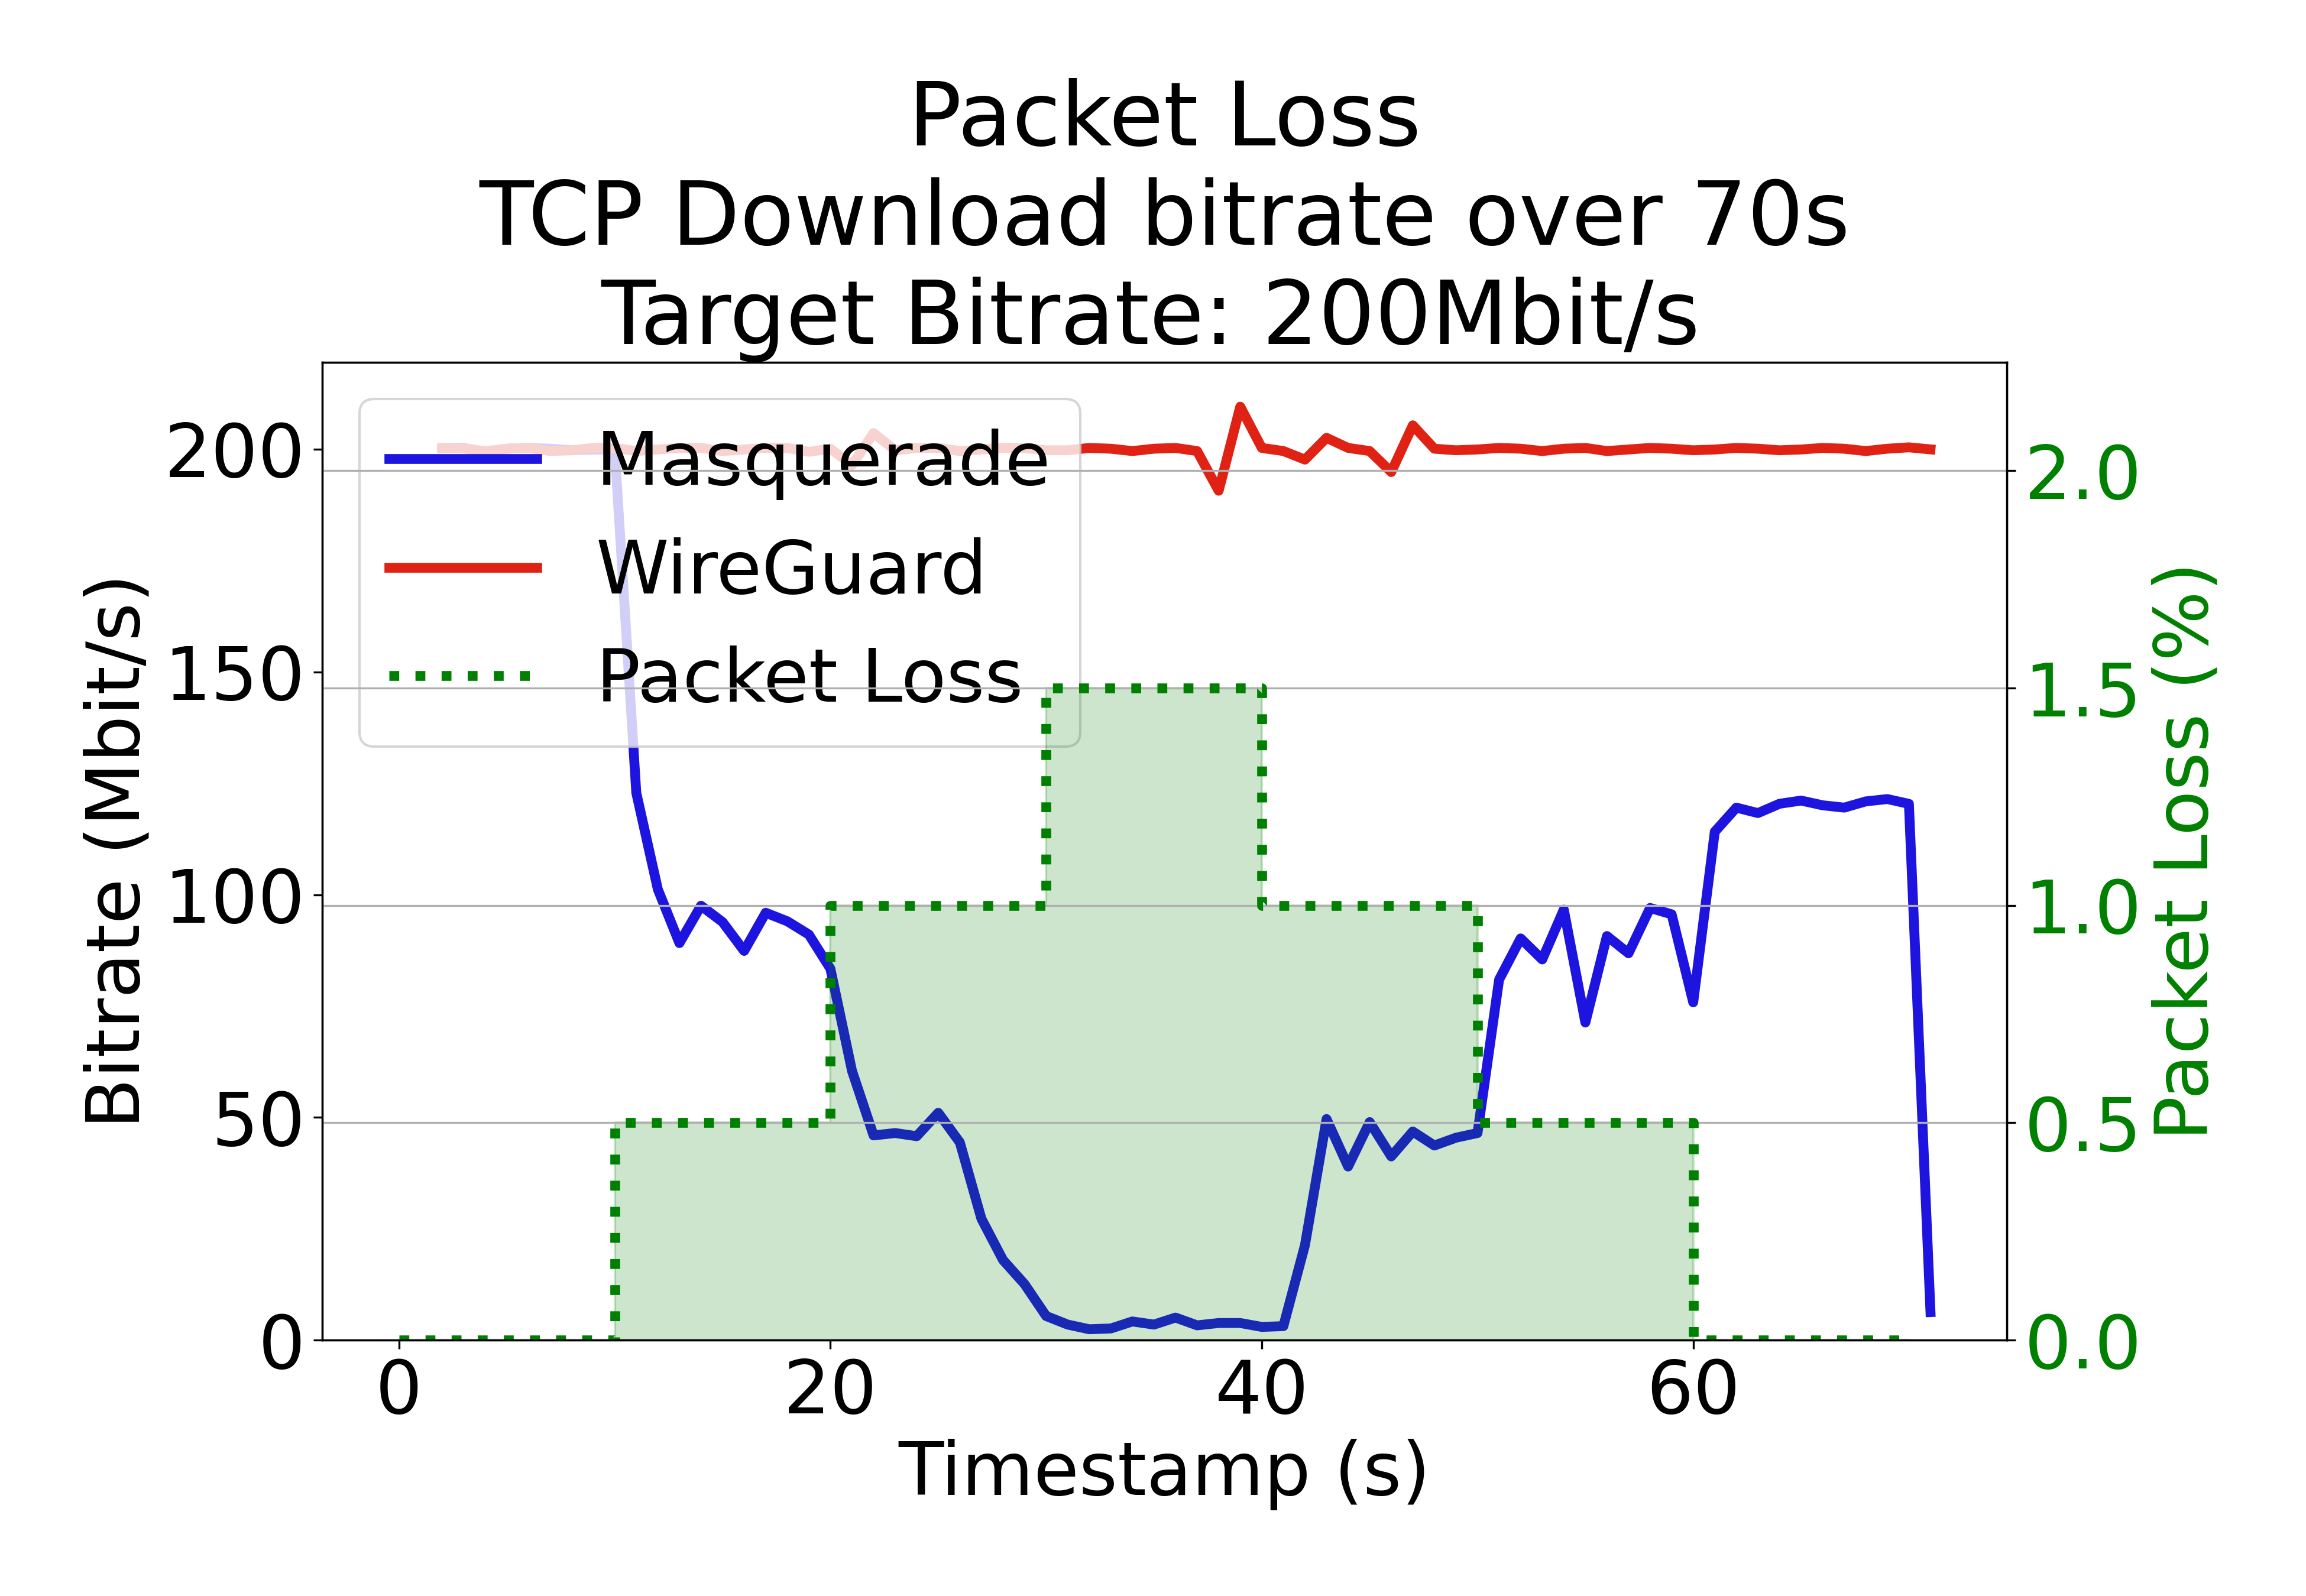 Packet Loss
TCP Download bitrate over 70s
Target Bitrate: 200Mbit/s
Masquerade
WireGuard
Packet Loss
Bitrate (Mbit/s)
200
150
100
50
0
2.0
1.5
1.0
0.5
0.0
Packet Loss (%)
0 20 40 60
Timestamp (s)